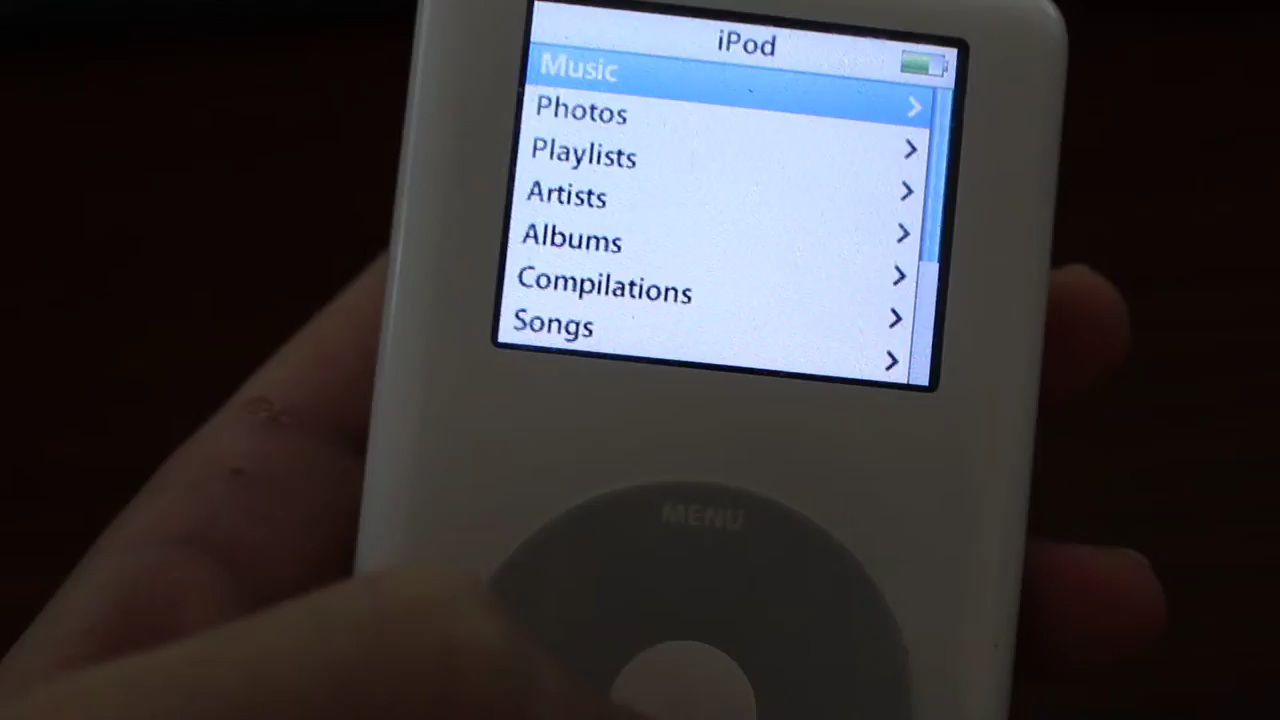 iPod
Music
Photos
Playlists
Artists
Albums
Compilations
Songs
MENU